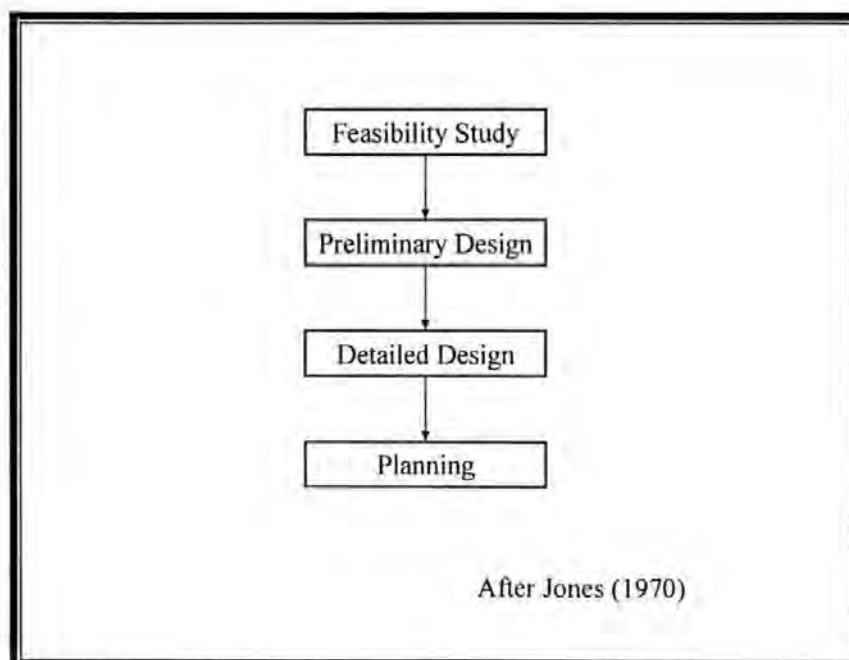 Feasibility Study
Preliminary Design
Detailed Design
Planning
After Jones (1970)